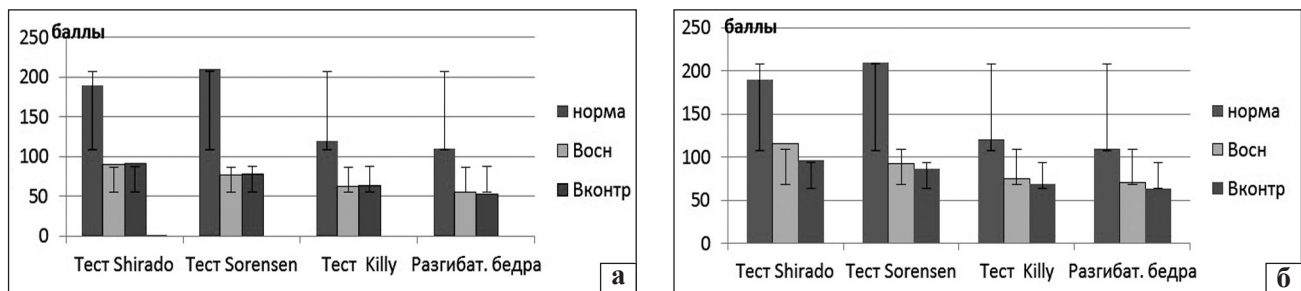 баллы
250
200
150
100
50
0
Тест Shirado
Тест Sorensen
Тест Killy
Разгибат. бедра
норма
Восн
Вконтр
а
баллы
250
200
150
100
50
0
Тест Shirado
Тест Sorensen
Тест Killy
Разгибат. бедра
норма
Восн
Вконтр
б